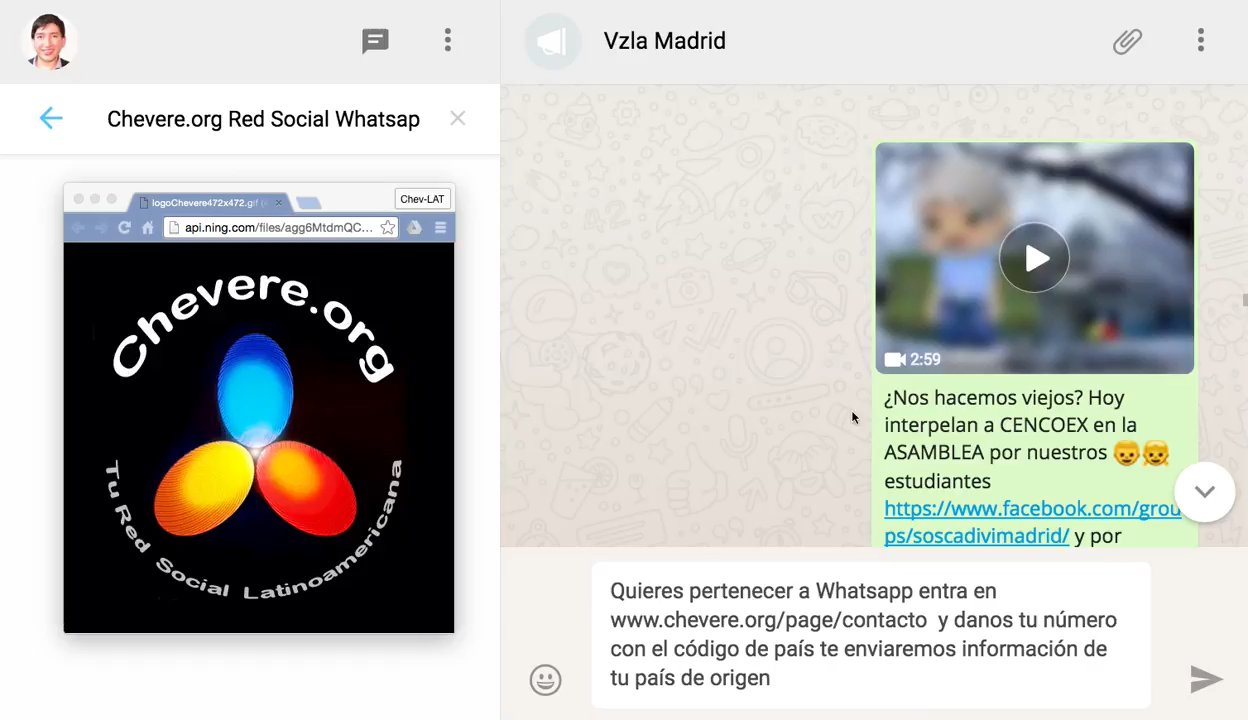 Vzla Madrid
Chevere.org Red Social Whatsap
logoChevere472x472.gif (
Chev-LAT
api.ning.com/files/agg6MtdmQC...
Chevere.org
Tu Red Social Latinoamericana
2:59
¿Nos hacemos viejos? Hoy
interpelan a CENCOEX en la
ASAMBLEA por nuestros 👦👧
estudiantes
https://www.facebook.com/grou
ps/soscadivimadrid/ y por
Quieres pertenecer a Whatsapp entra en
www.chevere.org/page/contacto y danos tu número
con el código de país te enviaremos información de
tu país de origen